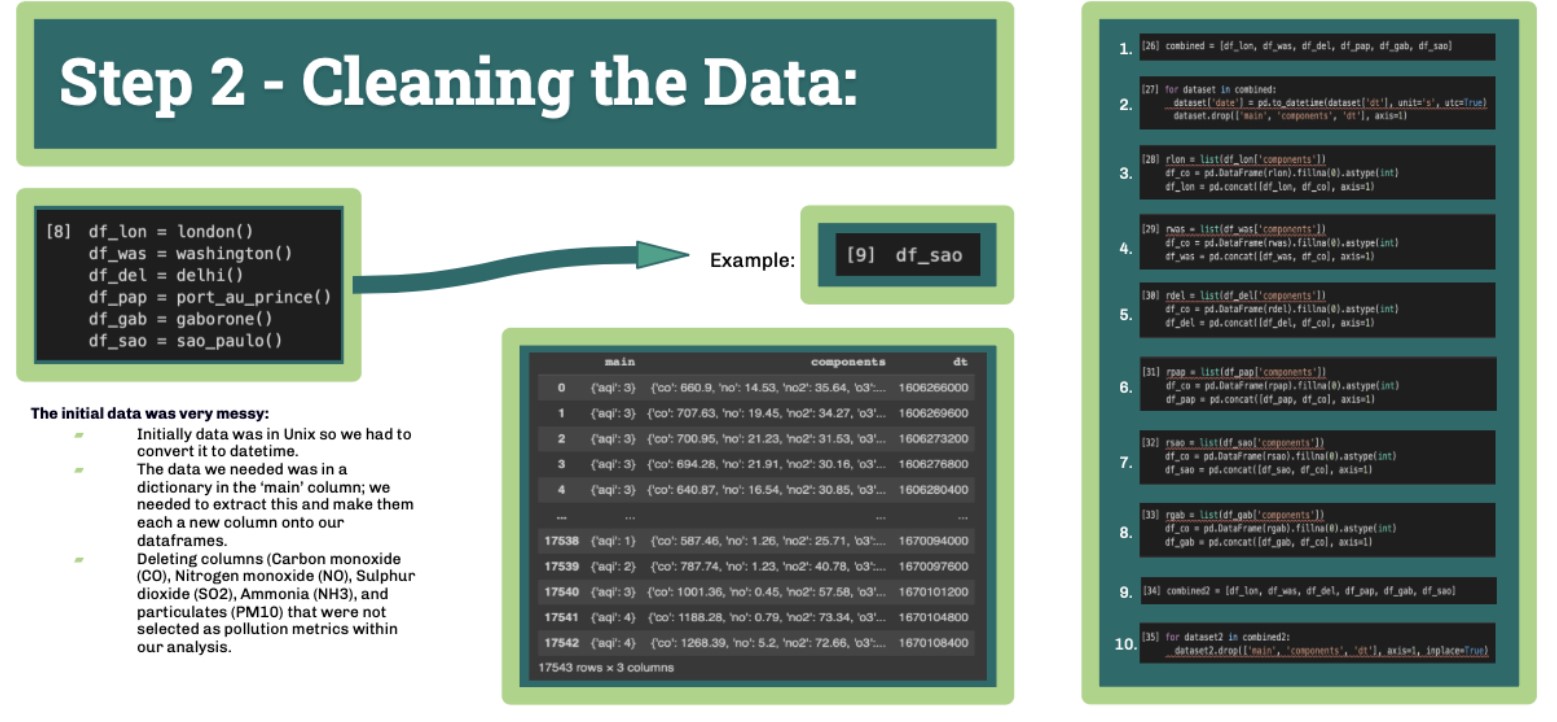 Step 2 - Cleaning the Data:
[8] df_lon = london()
df_was = washington()
df_del = delhi()
df_pap = port_au_prince()
df_gab = gaborone()
df_sao = sao_paulo()
Example:
[9] df_sao
The initial data was very messy:
Initially data was in Unix so we had to
convert it to datetime.
The data we needed was in a
dictionary in the ‘main’ column; we
needed to extract this and make them
each a new column onto our
dataframes.
Deleting columns (Carbon monoxide
(CO), Nitrogen monoxide (NO), Sulphur
dioxide (SO2), Ammonia (NH3), and
particulates (PM10) that were not
selected as pollution metrics within
our analysis.
main components dt
0 {'aqi': 3} {'co': 660.9, 'no': 14.53, 'no2': 35.64, 'o3':... 1606266000
1 {'aqi': 3} {'co': 707.63, 'no': 19.45, 'no2': 34.27, 'o3'... 1606269600
2 {'aqi': 3} {'co': 700.95, 'no': 21.23, 'no2': 31.53, 'o3'... 1606273200
3 {'aqi': 3} {'co': 694.28, 'no': 21.91, 'no2': 30.16, 'o3'... 1606276800
4 {'aqi': 3} {'co': 640.87, 'no': 16.54, 'no2': 30.85, 'o3'... 1606280400
... ... ... ...
17538 {'aqi': 1} {'co': 587.46, 'no': 1.26, 'no2': 25.71, 'o3':... 1670094000
17539 {'aqi': 2} {'co': 787.74, 'no': 1.23, 'no2': 40.78, 'o3':... 1670097600
17540 {'aqi': 3} {'co': 1001.36, 'no': 0.45, 'no2': 57.58, 'o3':... 1670101200
17541 {'aqi': 4} {'co': 1188.28, 'no': 0.79, 'no2': 73.34, 'o3':... 1670104800
17542 {'aqi': 4} {'co': 1268.39, 'no': 5.2, 'no2': 72.66, 'o3':... 1670108400
17543 rows × 3 columns
1. [26] combined = [df_lon, df_was, df_del, df_pap, df_gab, df_sao]
2. [27] for dataset in combined:
dataset['date'] = pd.to_datetime(dataset['dt'], unit='s', utc=True)
dataset.drop(['main', 'components', 'dt'], axis=1)
3. [28] rlon = list(df_lon['components'])
df_co = pd.DataFrame(rlon).fillna(0).astype(int)
df_lon = pd.concat([df_lon, df_co], axis=1)
4. [29] rwas = list(df_was['components'])
df_co = pd.DataFrame(rwas).fillna(0).astype(int)
df_was = pd.concat([df_was, df_co], axis=1)
5. [30] rdel = list(df_del['components'])
df_co = pd.DataFrame(rdel).fillna(0).astype(int)
df_del = pd.concat([df_del, df_co], axis=1)
6. [31] rpap = list(df_pap['components'])
df_co = pd.DataFrame(rpap).fillna(0).astype(int)
df_pap = pd.concat([df_pap, df_co], axis=1)
7. [32] rsao = list(df_sao['components'])
df_co = pd.DataFrame(rsao).fillna(0).astype(int)
df_sao = pd.concat([df_sao, df_co], axis=1)
8. [33] rgab = list(df_gab['components'])
df_co = pd.DataFrame(rgab).fillna(0).astype(int)
df_gab = pd.concat([df_gab, df_co], axis=1)
9. [34] combined2 = [df_lon, df_was, df_del, df_pap, df_gab, df_sao]
10. [35] for dataset2 in combined2:
dataset2.drop(['main', 'components', 'dt'], axis=1, inplace=True)